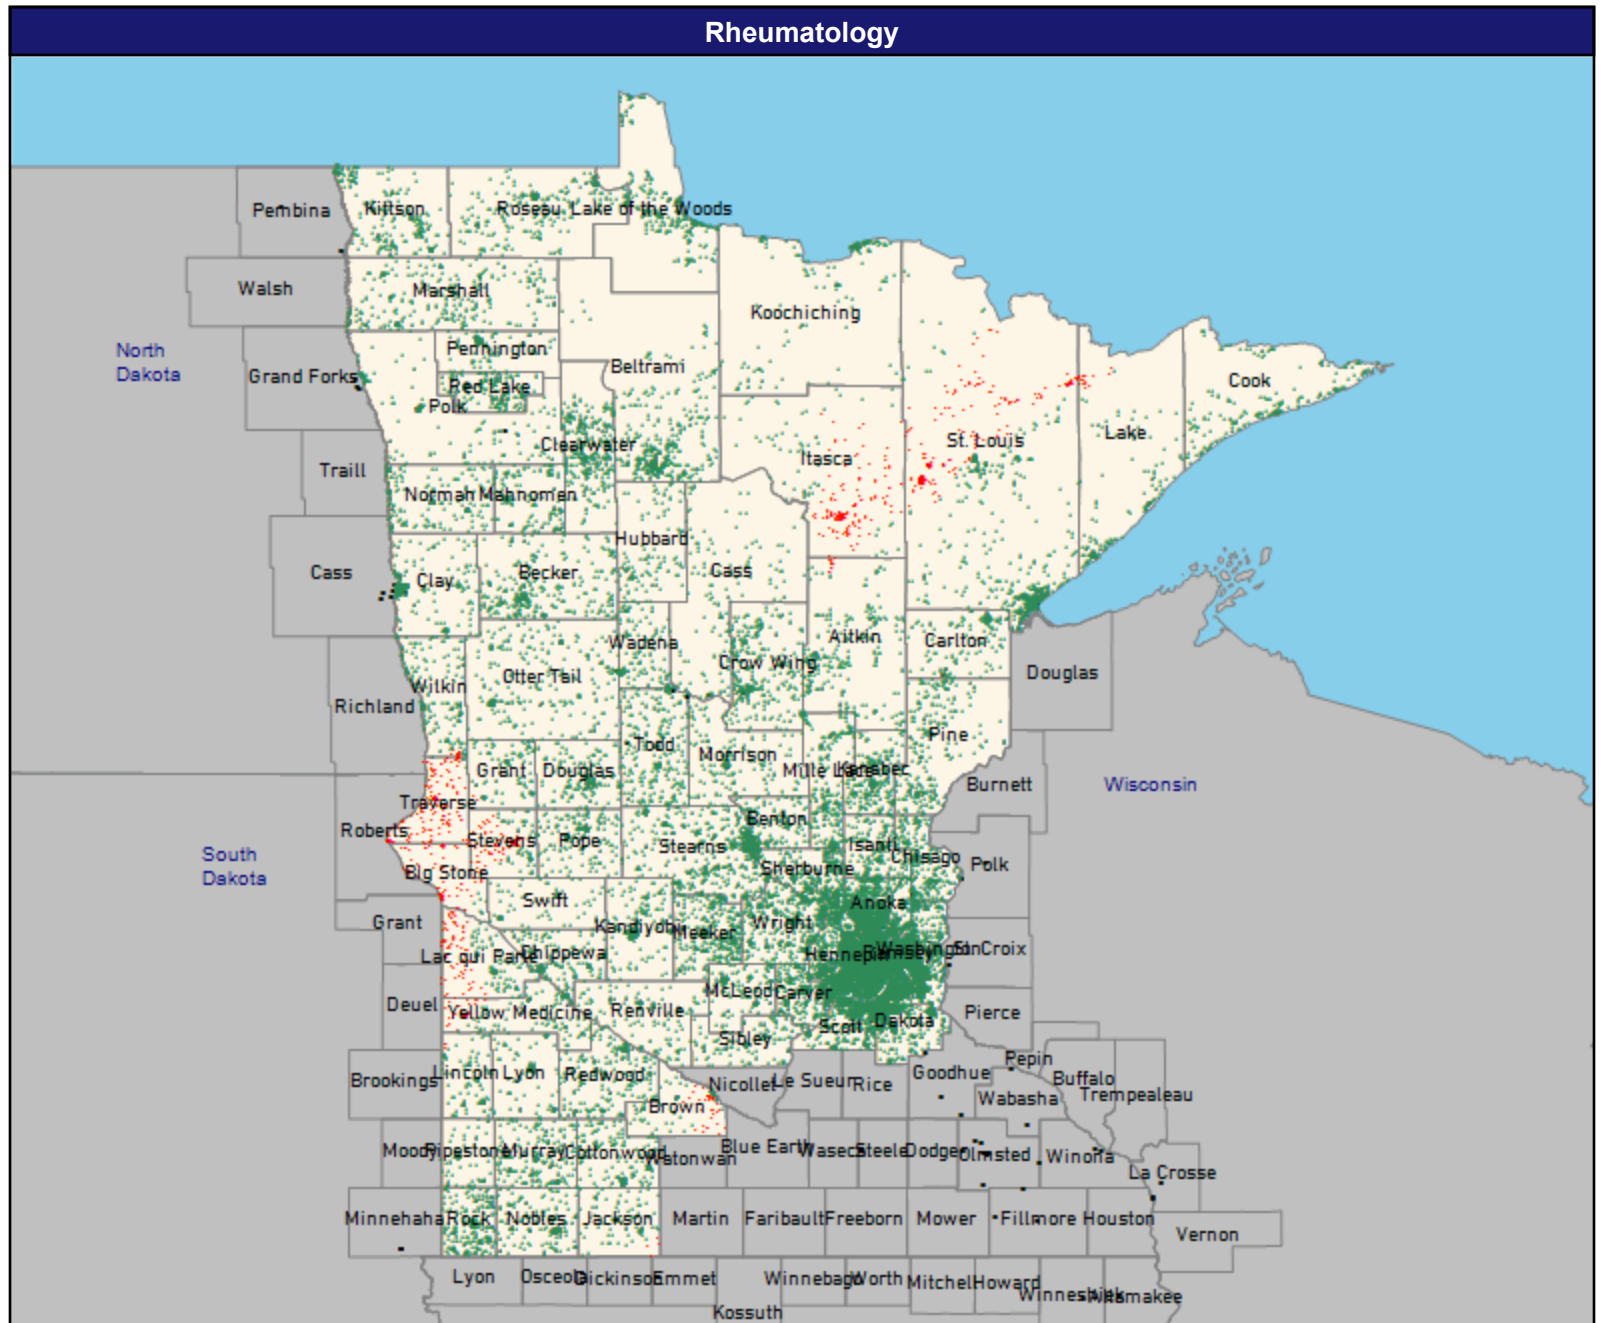 Rheumatology
Pembina
Kittson
Roseau
Lake of the Woods
Walsh
Marshall
Koochiching
North
Dakota
Pennington
Beltrami
Grand Forks
Red Lake
Cook
Polk
Clearwater
St. Louis
Lake
Itasca
Traill
Norman
Mahnomen
Hubbard
Cass
Clay
Becker
Cass
Wadena
Aitkin
Carlton
Crow Wing
Otter Tail
Douglas
Wilkin
Richland
Pine
Todd
Morrison
Mille Lacs
Kanabec
Grant
Douglas
Burnett
Wisconsin
Traverse
Benton
Roberts
Stevens
Pope
Stearns
Isanti
Chisago
South
Dakota
Sherburne
Polk
Big Stone
Swift
Anoka
Grant
Kandiyohi
Meeker
Wright
Lac qui Parle
Chippewa
Hennepin
Ramsey
Washington
St. Croix
McLeod
Carver
Deuel
Yellow Medicine
Renville
Scott
Dakota
Pierce
Sibley
Brookings
Lincoln
Lyon
Redwood
Nicollet
Le Sueur
Rice
Goodhue
Pepin
Buffalo
Wabasha
Trempealeau
Brown
Moody
Pipestone
Murray
Cottonwood
Watonwan
Blue Earth
Waseca
Steele
Dodge
Olmsted
Winona
La Crosse
Minnehaha
Rock
Nobles
Jackson
Martin
Faribault
Freeborn
Mower
Fillmore
Houston
Vernon
Lyon
Osceola
Dickinson
Emmet
Winnebago
Worth
Mitchell
Howard
Winneshiek
Allamakee
Kossuth